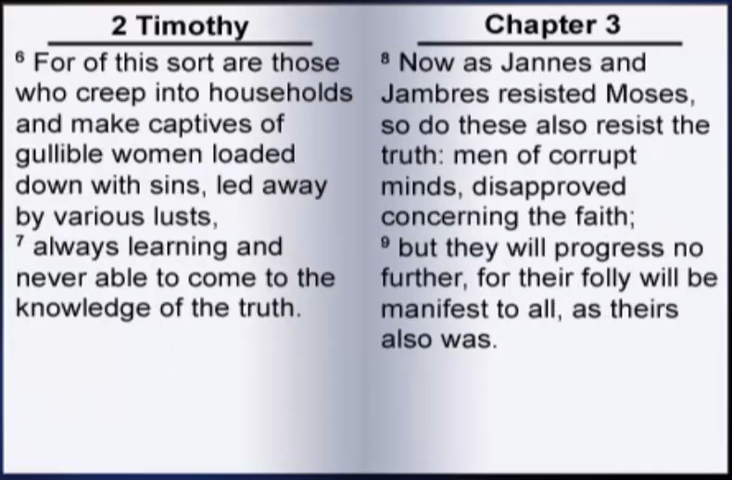 2 Timothy
⁶ For of this sort are those
who creep into households
and make captives of
gullible women loaded
down with sins, led away
by various lusts,
⁷ always learning and
never able to come to the
knowledge of the truth.
Chapter 3
⁸ Now as Jannes and
Jambres resisted Moses,
so do these also resist the
truth: men of corrupt
minds, disapproved
concerning the faith;
⁹ but they will progress no
further, for their folly will be
manifest to all, as theirs
also was.